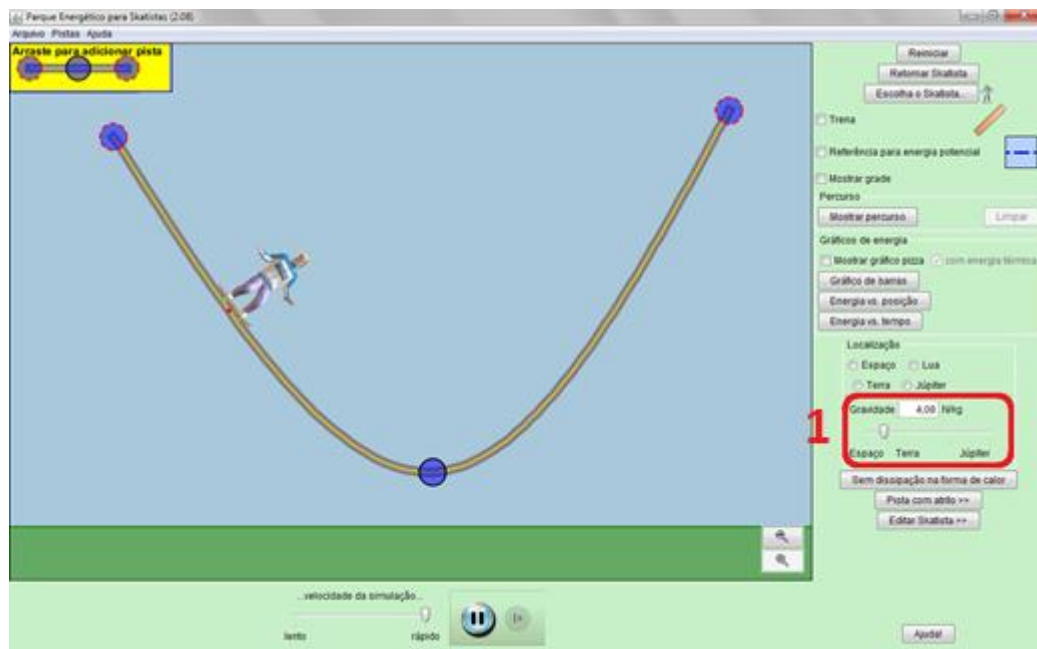 Parque Energético para Skatistas (2.08)
Arquivo Pistas Ajuda
Arraste para adicionar pista
Reiniciar
Retornar Skatista
Escolha o Skatista...
Trena
Referência para energia potencial
Mostrar grade
Percurso
Mostrar percurso
Limpar
Gráficos de energia
Mostrar gráfico pizza
com energia térmica
Gráfico de barras
Energia vs. posição
Energia vs. tempo
Localização
Espaço Lua
Terra Júpiter
1
Gravidade 4,08 N/kg
Espaço Terra Júpiter
Sem dissipação na forma de calor
Pista com atrito >>
Editar Skatista >>
...velocidade da simulação...
lento rápido
Ajuda!